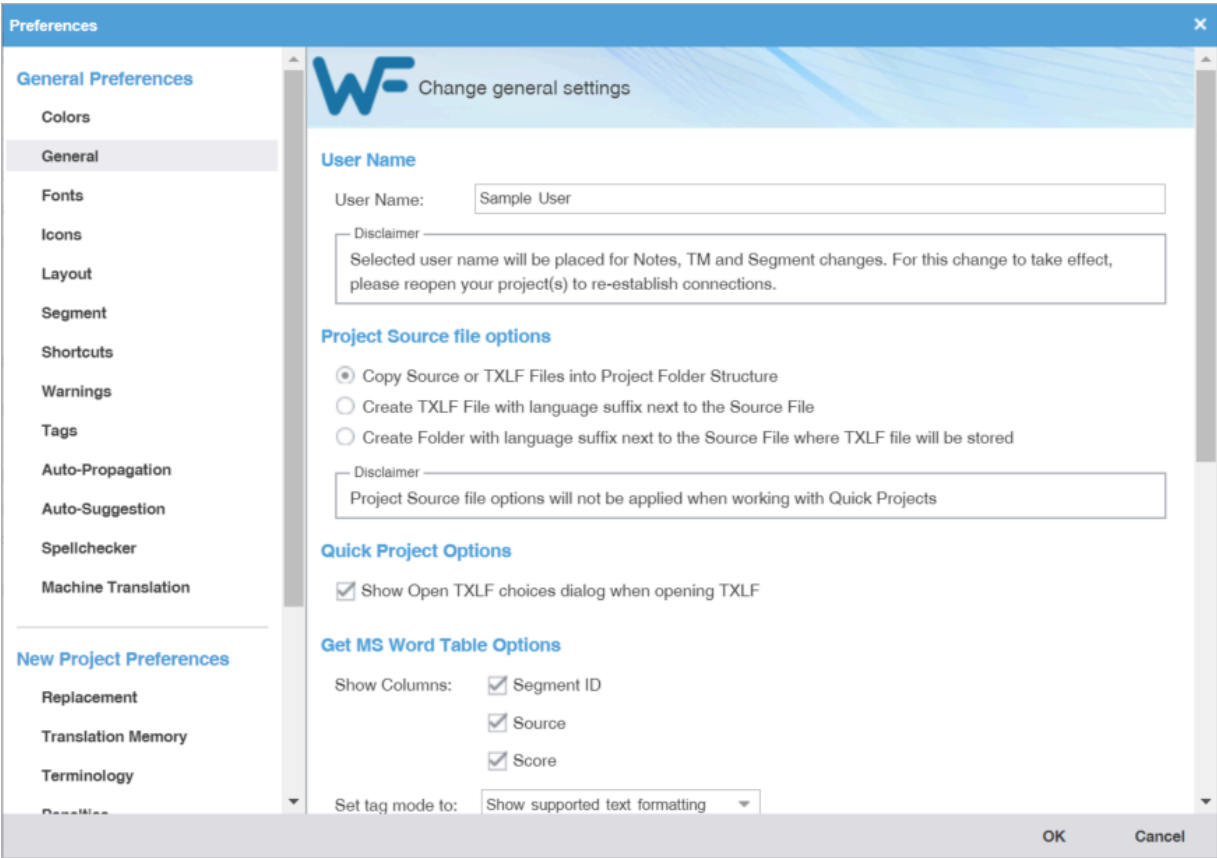 Preferences
General Preferences
Colors
General
Fonts
Icons
Layout
Segment
Shortcuts
Warnings
Tags
Auto-Propagation
Auto-Suggestion
Spellchecker
Machine Translation
New Project Preferences
Replacement
Translation Memory
Terminology
WF
Change general settings
User Name
User Name: Sample User
Disclaimer
Selected user name will be placed for Notes, TM and Segment changes. For this change to take effect,
please reopen your project(s) to re-establish connections.
Project Source file options
Copy Source or TXLF Files into Project Folder Structure
Create TXLF File with language suffix next to the Source File
Create Folder with language suffix next to the Source File where TXLF file will be stored
Disclaimer
Project Source file options will not be applied when working with Quick Projects
Quick Project Options
Show Open TXLF choices dialog when opening TXLF
Get MS Word Table Options
Show Columns: Segment ID
Source
Score
Set tag mode to: Show supported text formatting
OK Cancel